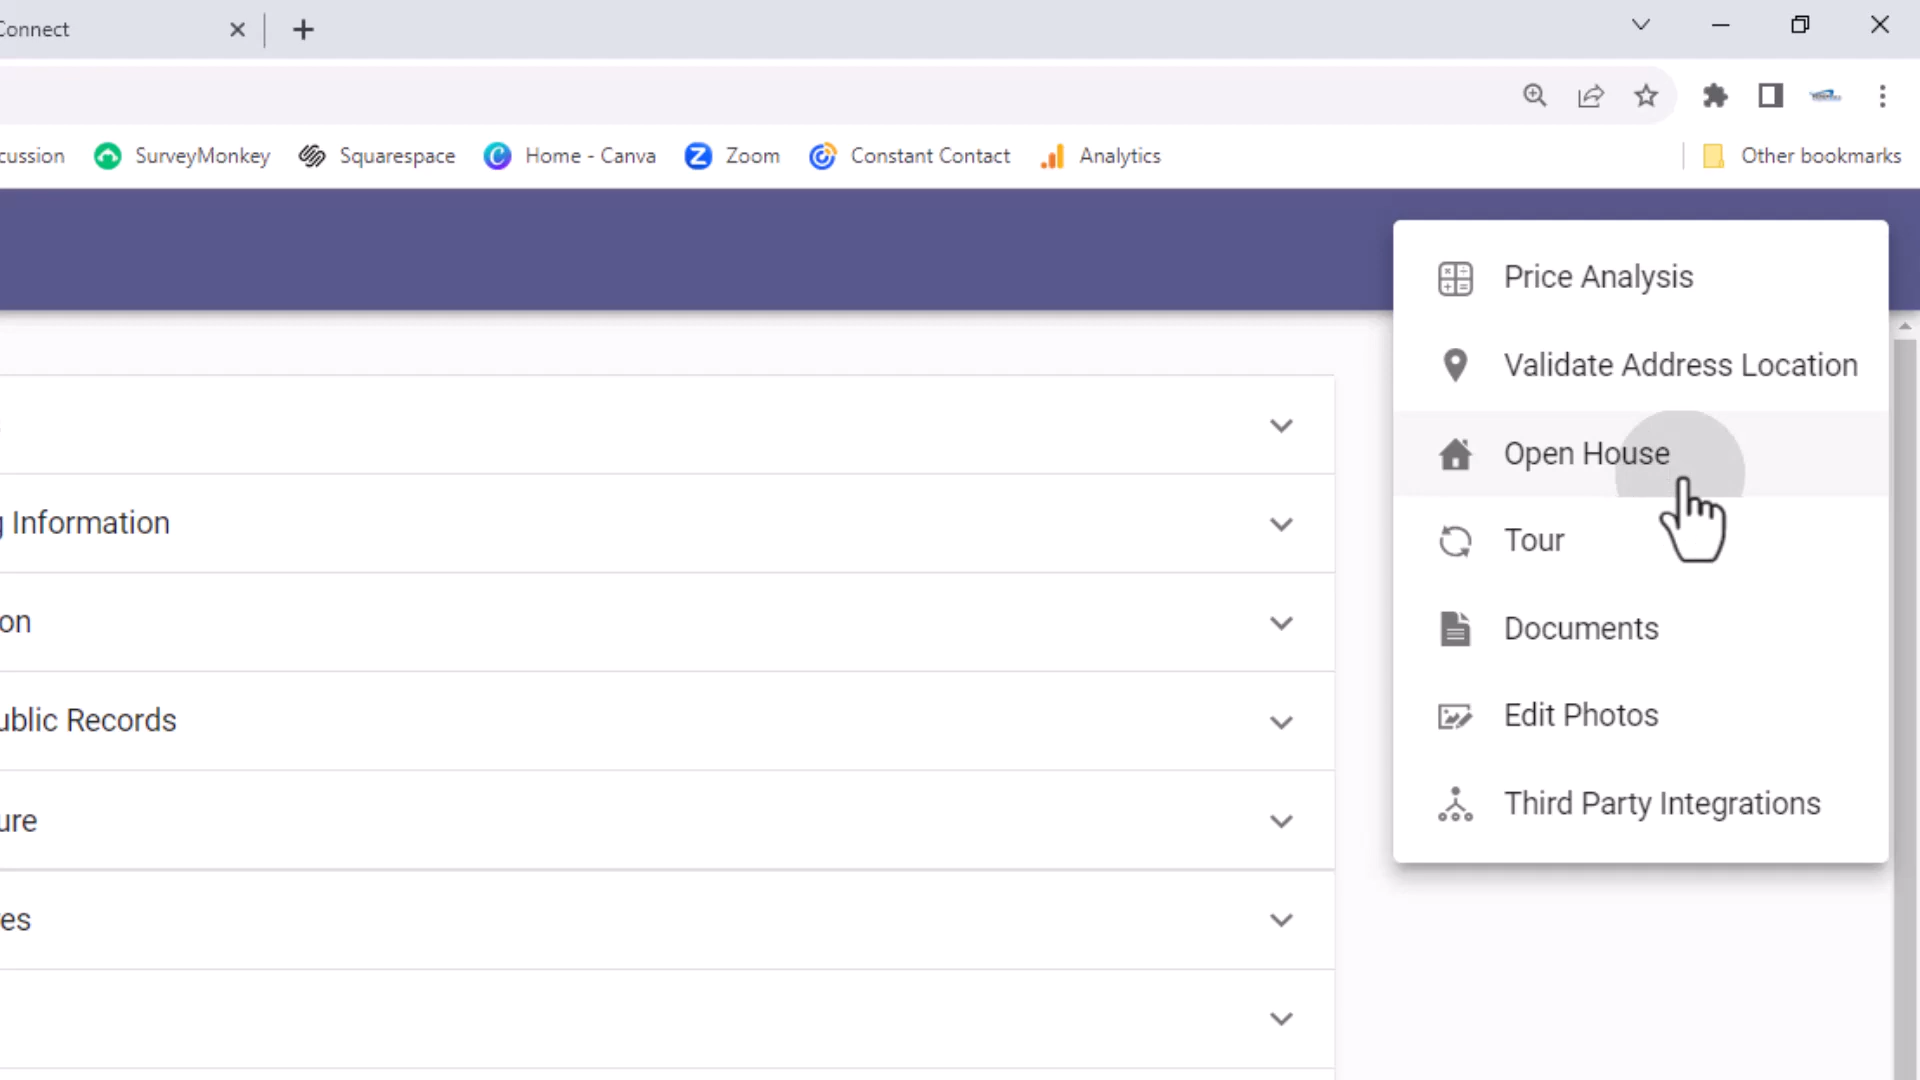 Connect
cussion
SurveyMonkey
Squarespace
Home - Canva
Zoom
Constant Contact
Analytics
Other bookmarks
Price Analysis
Validate Address Location
Open House
Tour
Documents
Edit Photos
Third Party Integrations
Information
on
ublic Records
ure
es